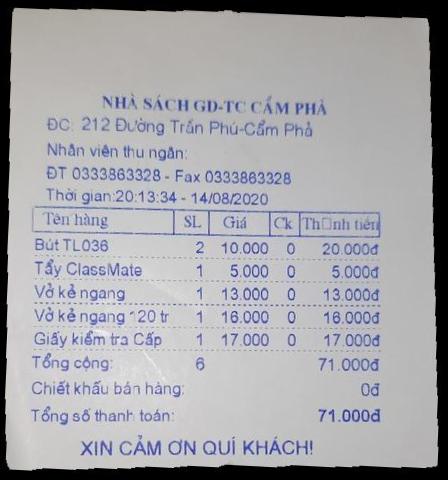 NHÀ SÁCH GD-TC CẨM PHẢ
ĐC: 212 Đường Trần Phú-Cẩm Phả
Nhân viên thu ngân:
ĐT 0333863328 - Fax 0333863328
Thời gian:20:13:34 - 14/08/2020
Tên hàng SL Giá Ck Th□nh tiền
Bút TL036 2 10.000 0 20.000đ
Tẩy ClassMate 1 5.000 0 5.000đ
Vở kẻ ngang 1 13.000 0 13.000đ
Vở kẻ ngang 120 tr 1 16.000 0 16.000đ
Giấy kiểm tra Cấp 1 17.000 0 17.000đ
Tổng cộng: 6 71.000đ
Chiết khấu bán hàng: 0đ
Tổng số thanh toán: 71.000đ
XIN CẢM ƠN QUÍ KHÁCH!